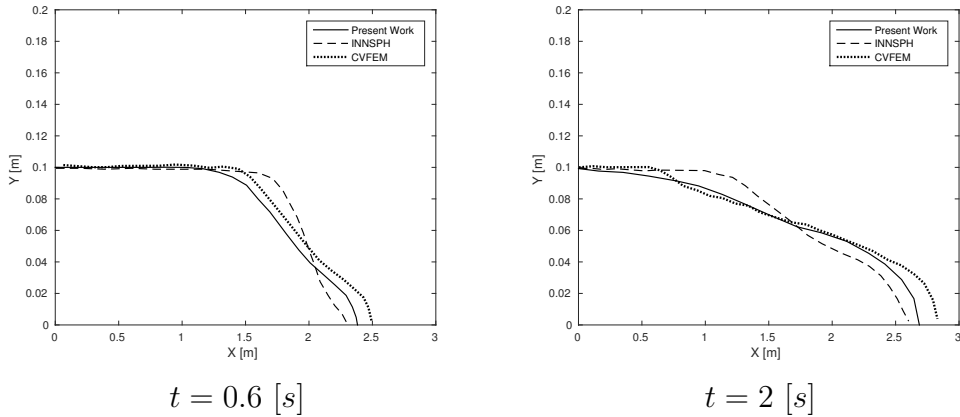 0.2
0.18
0.16
0.14
0.12
0.1
0.08
0.06
0.04
0.02
0
Y [m]
0 0.5 1 1.5 2 2.5 3
X [m]
Present Work
INNSPH
CVFEM
t = 0.6 [s]
0.2
0.18
0.16
0.14
0.12
0.1
0.08
0.06
0.04
0.02
0
Y [m]
0 0.5 1 1.5 2 2.5 3
X [m]
Present Work
INNSPH
CVFEM
t = 2 [s]